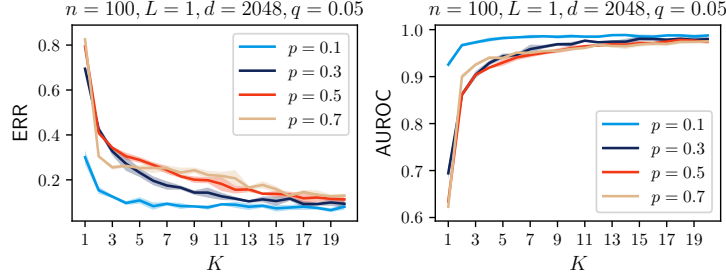 n = 100, L = 1, d = 2048, q = 0.05
ERR
0.8
0.6
0.4
0.2
p = 0.1
p = 0.3
p = 0.5
p = 0.7
1 3 5 7 9 11 13 15 17 19
K
n = 100, L = 1, d = 2048, q = 0.05
AUROC
1.0
0.9
0.8
0.7
0.6
p = 0.1
p = 0.3
p = 0.5
p = 0.7
1 3 5 7 9 11 13 15 17 19
K